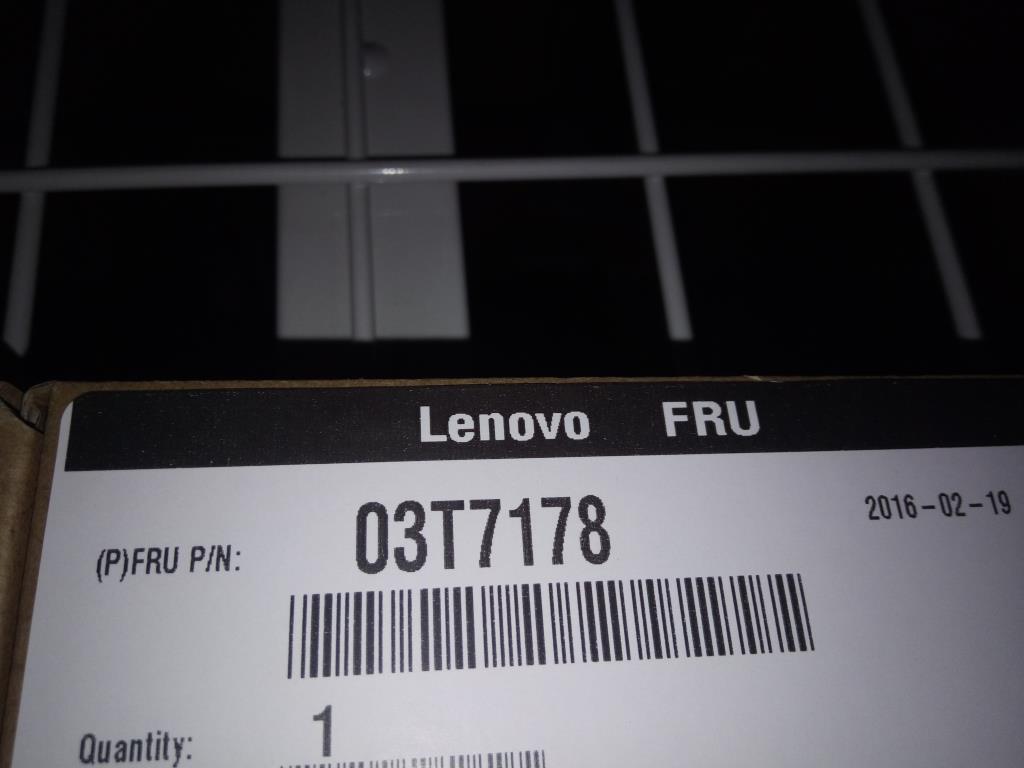 Lenovo FRU
2016-02-19
(P)FRU P/N: 03T7178
Quantity: 1